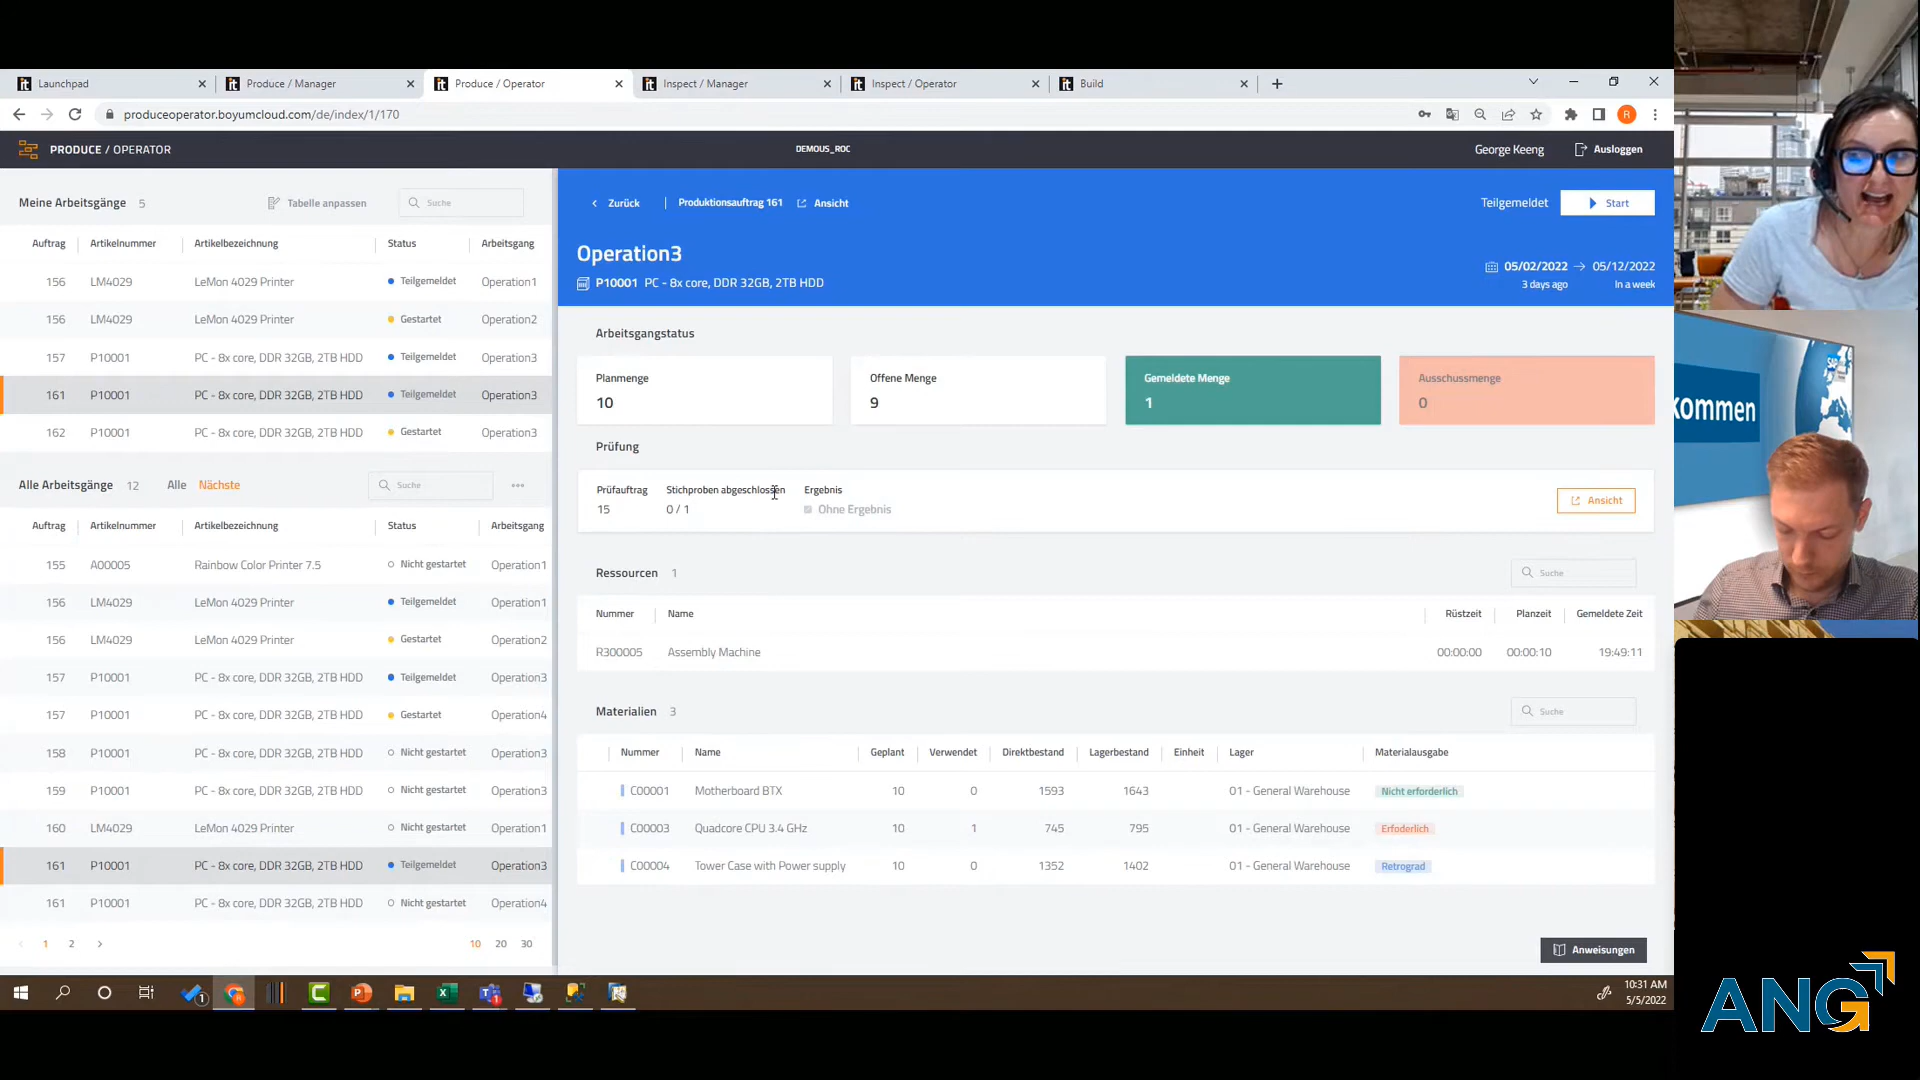 Launchpad
Produce / Manager
Produce / Operator
Inspect / Manager
Inspect / Operator
Build
produceoperator.boyumcloud.com/de/index/1/170
R
PRODUCE / OPERATOR
DEMOUS_ROC
George Keeng
Ausloggen
Meine Arbeitsgänge 5
Tabelle anpassen
Suche
Auftrag Artikelnummer Artikelbezeichnung Status Arbeitsgang
156 LM4029 LeMon 4029 Printer Teilgemeldet Operation1
156 LM4029 LeMon 4029 Printer Gestartet Operation2
157 P10001 PC - 8x core, DDR 32GB, 2TB HDD Teilgemeldet Operation3
161 P10001 PC - 8x core, DDR 32GB, 2TB HDD Teilgemeldet Operation3
162 P10001 PC - 8x core, DDR 32GB, 2TB HDD Gestartet Operation3
Alle Arbeitsgänge 12 Alle Nächste
Suche
Auftrag Artikelnummer Artikelbezeichnung Status Arbeitsgang
155 A00005 Rainbow Color Printer 7.5 Nicht gestartet Operation1
156 LM4029 LeMon 4029 Printer Teilgemeldet Operation1
156 LM4029 LeMon 4029 Printer Gestartet Operation2
157 P10001 PC - 8x core, DDR 32GB, 2TB HDD Teilgemeldet Operation3
157 P10001 PC - 8x core, DDR 32GB, 2TB HDD Gestartet Operation4
158 P10001 PC - 8x core, DDR 32GB, 2TB HDD Nicht gestartet Operation3
159 P10001 PC - 8x core, DDR 32GB, 2TB HDD Nicht gestartet Operation3
160 LM4029 LeMon 4029 Printer Nicht gestartet Operation1
161 P10001 PC - 8x core, DDR 32GB, 2TB HDD Teilgemeldet Operation3
161 P10001 PC - 8x core, DDR 32GB, 2TB HDD Nicht gestartet Operation4
1 2 10 20 30
Zurück Produktionsauftrag 161 Ansicht
Teilgemeldet Start
Operation3
P10001 PC - 8x core, DDR 32GB, 2TB HDD
05/02/2022 → 05/12/2022
3 days ago In a week
Arbeitsgangstatus
Planmenge
10
Offene Menge
9
Gemeldete Menge
1
Ausschussmenge
0
Prüfung
Prüfauftrag Stichproben abgeschlossen Ergebnis
15 0 / 1 Ohne Ergebnis
Ansicht
Ressourcen 1
Suche
Nummer Name Rüstzeit Planzeit Gemeldete Zeit
R300005 Assembly Machine 00:00:00 00:00:10 19:49:11
Materialien 3
Suche
Nummer Name Geplant Verwendet Direktbestand Lagerbestand Einheit Lager Materialausgabe
C00001 Motherboard BTX 10 0 1593 1643 01 - General Warehouse Nicht erforderlich
C00003 Quadcore CPU 3.4 GHz 10 1 745 795 01 - General Warehouse Erfoderlich
C00004 Tower Case with Power supply 10 0 1352 1402 01 - General Warehouse Retrograd
Anweisungen
10:31 AM
5/5/2022
kommen
ANG